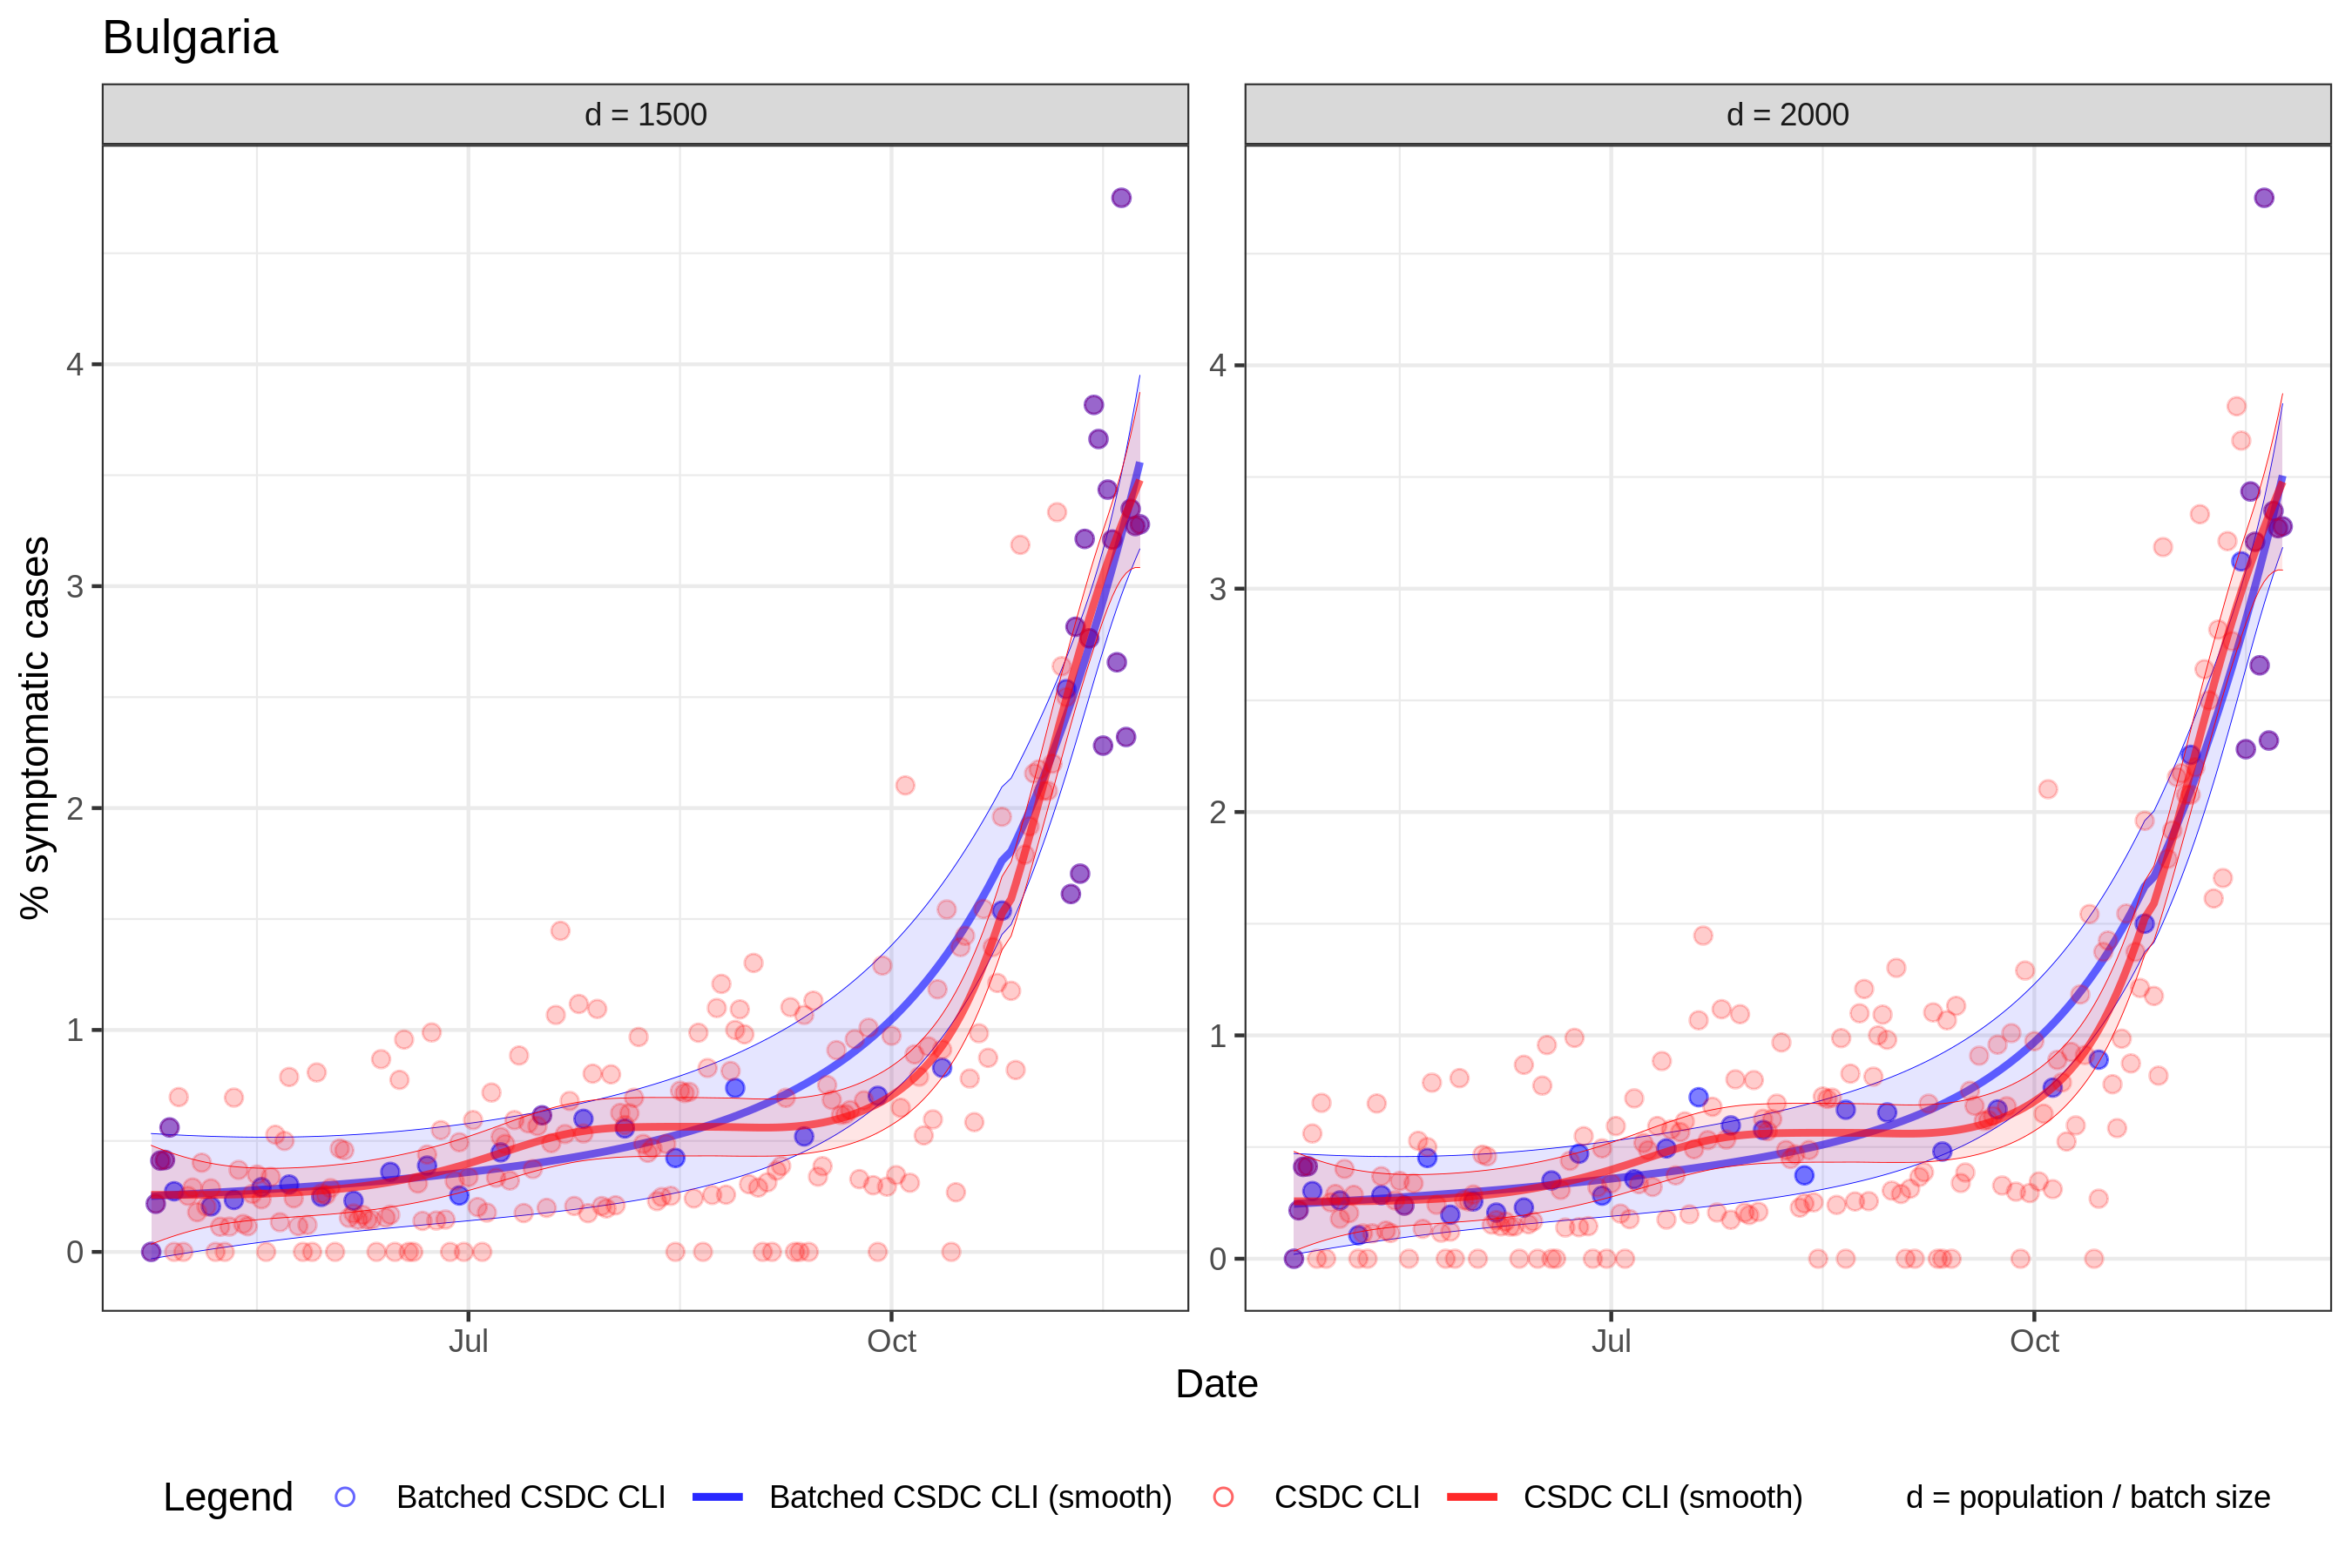 Bulgaria
d = 1500
d = 2000
% symptomatic cases
4
3
2
1
0
4
3
2
1
0
Jul
Oct
Jul
Oct
Date
Legend
Batched CSDC CLI
Batched CSDC CLI (smooth)
CSDC CLI
CSDC CLI (smooth)
d = population / batch size